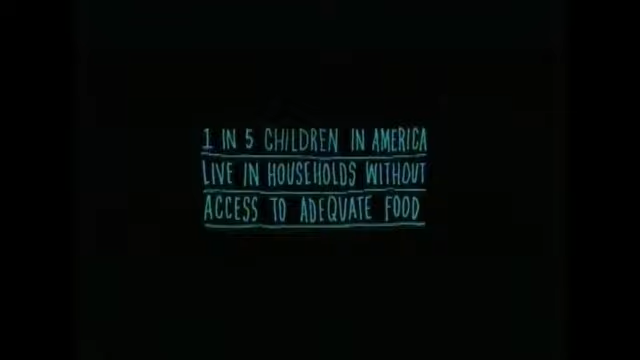 1 IN 5 CHILDREN IN AMERICA
LIVE IN HOUSEHOLDS WITHOUT
ACCESS TO ADEQUATE FOOD